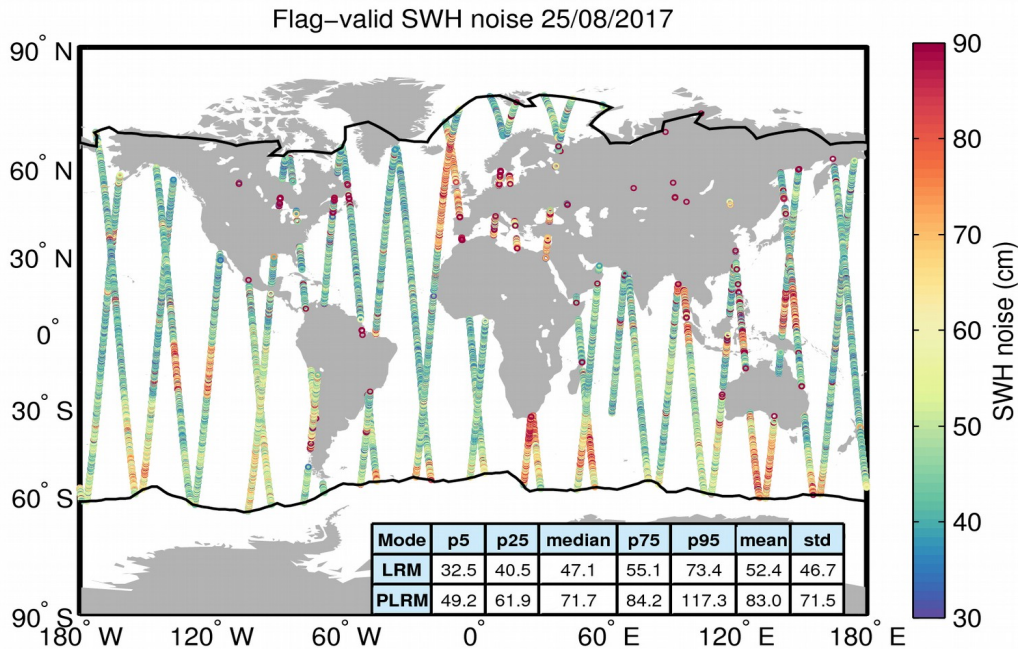 Flag−valid SWH noise 25/08/2017
90° N
60° N
30° N
0°
30° S
60° S
90° S
180° W
120° W
60° W
0°
60° E
120° E
180° E
Mode p5 p25 median p75 p95 mean std
LRM 32.5 40.5 47.1 55.1 73.4 52.4 46.7
PLRM 49.2 61.9 71.7 84.2 117.3 83.0 71.5
90
80
70
60
50
40
30
SWH noise (cm)